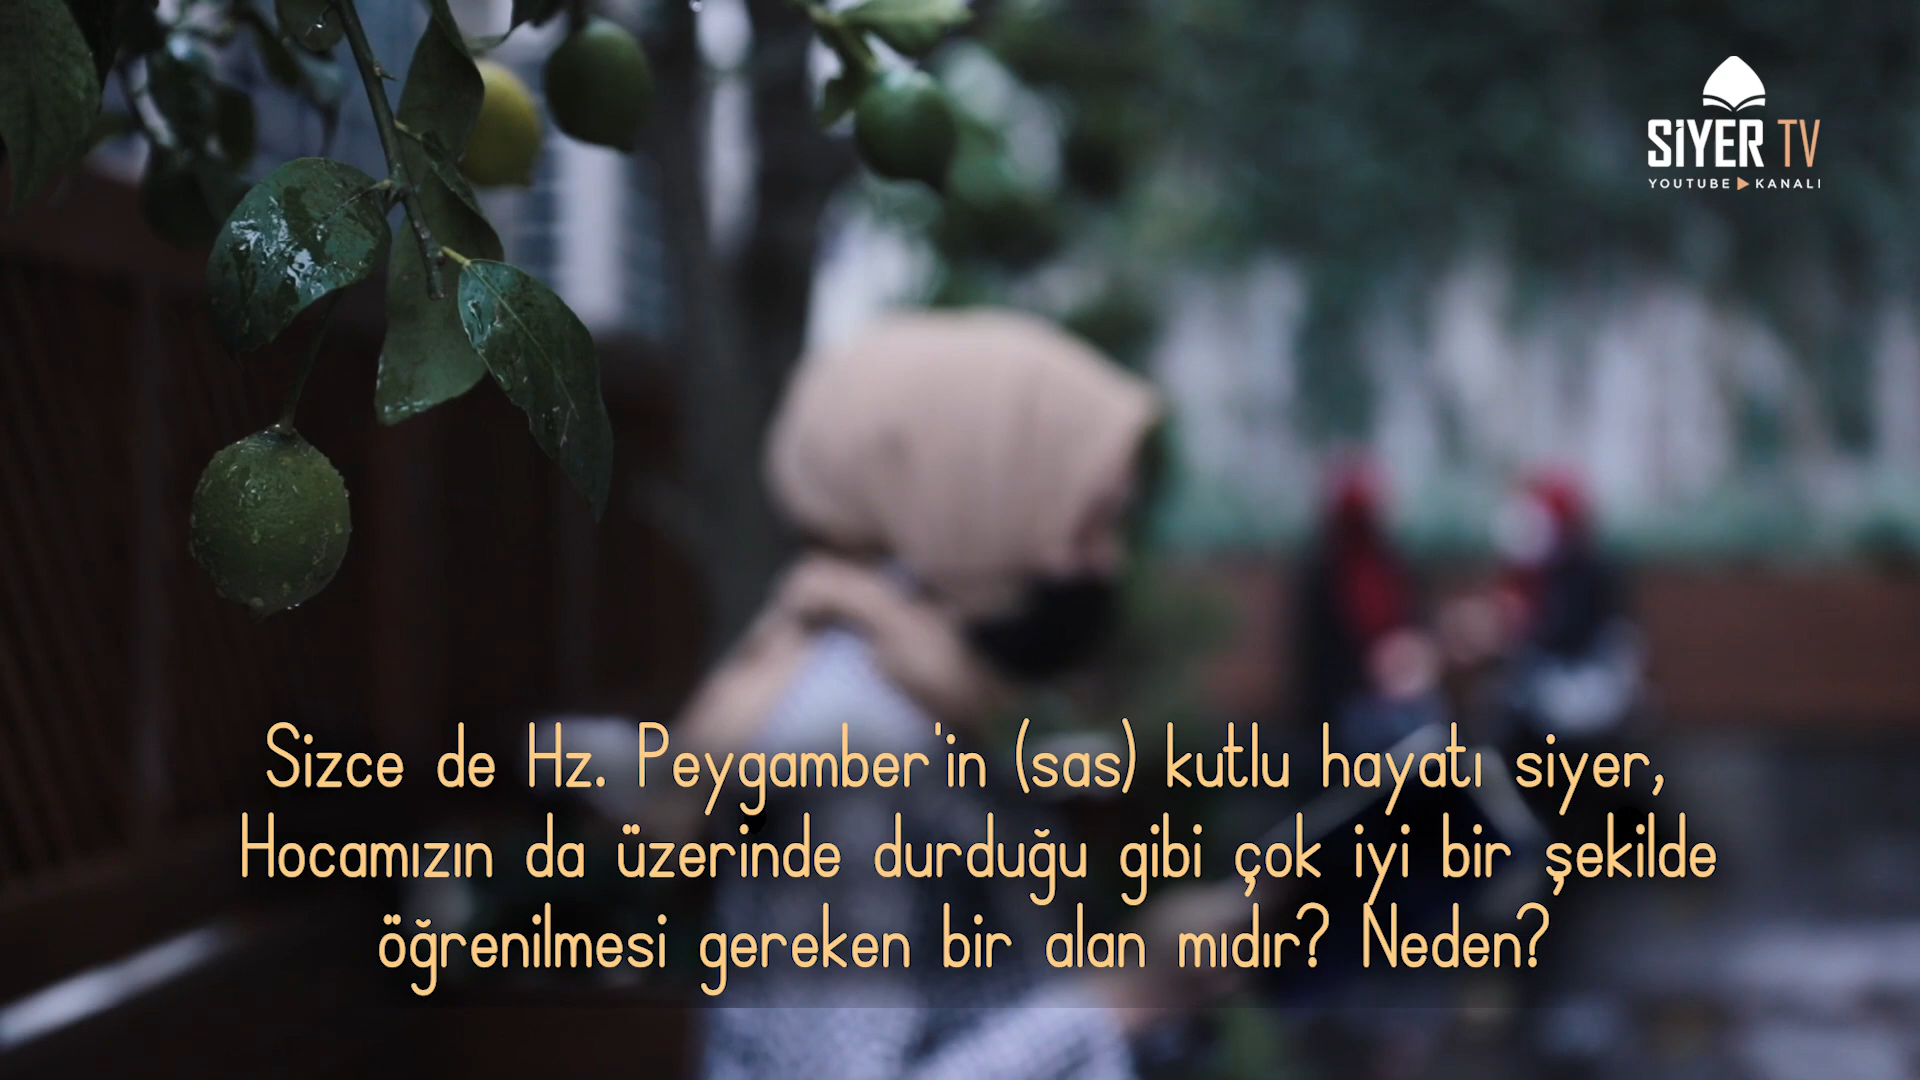 SİYER TV
YOUTUBE KANALI
Sizce de Hz. Peygamber'in (sas) kutlu hayatı siyer,
Hocamızın da üzerinde durduğu gibi çok iyi bir şekilde
öğrenilmesi gereken bir alan mıdır? Neden?